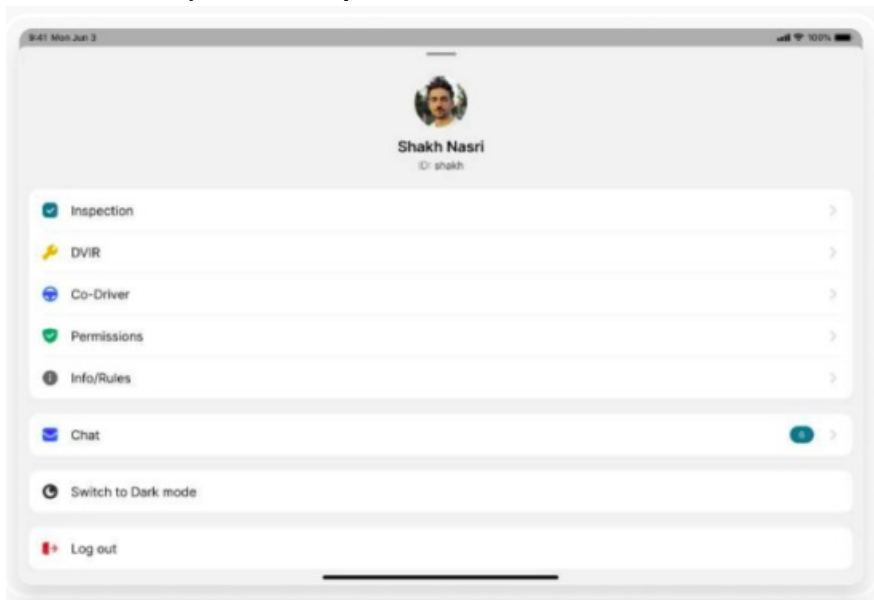 9:41 Mon Jun 3
100%
Shakh Nasri
ID: shakh
Inspection
DVIR
Co-Driver
Permissions
Info/Rules
Chat
Switch to Dark mode
Log out